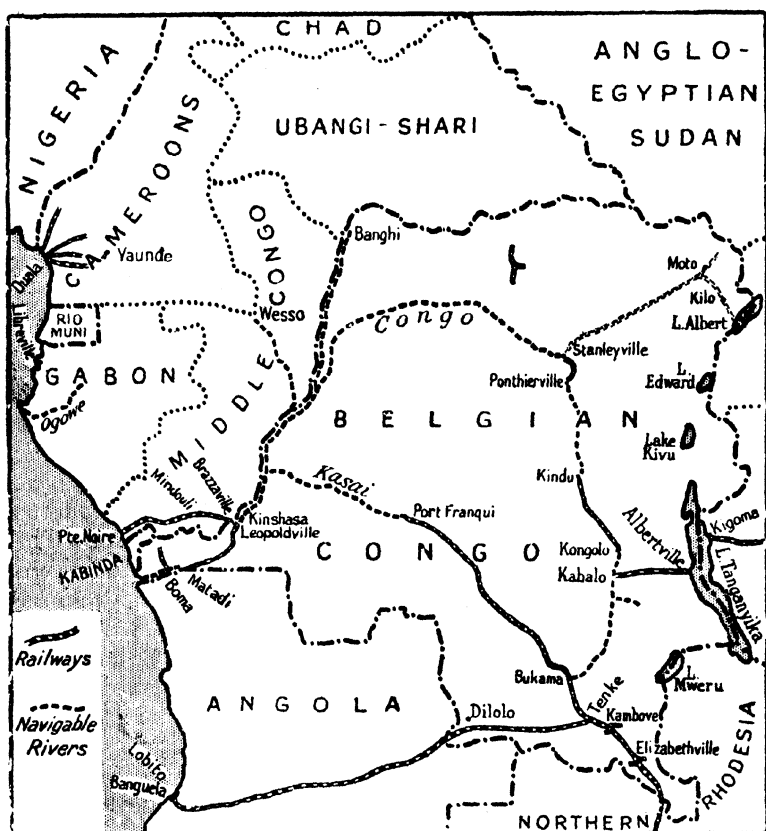 CHAD
ANGLO-
EGYPTIAN
SUDAN
NIGERIA
CAMEROONS
UBANGI-SHARI
MIDDLE CONGO
Banghi
Yaunde
Duala
Moto
Kilo
L. Albert
RIO
MUNI
Libreville
Wesso
Congo
Stanleyville
Ponthierville
L.
Edward
GABON
Ogowe
BELGIAN
CONGO
Lake
Kivu
Kasai
Brazzaville
Mindouli
Kindu
Port Franqui
Kinshasa
Leopoldville
Pte. Noire
KABINDA
Boma
Matadi
Albertville
Kigoma
L. Tanganyika
Kongolo
Kabalo
Railways
Navigable
Rivers
Bukama
L.
Mweru
ANGOLA
Dilolo
Tenke
Kambove
Elizabethville
Lobito
Banguela
NORTHERN
RHODESIA